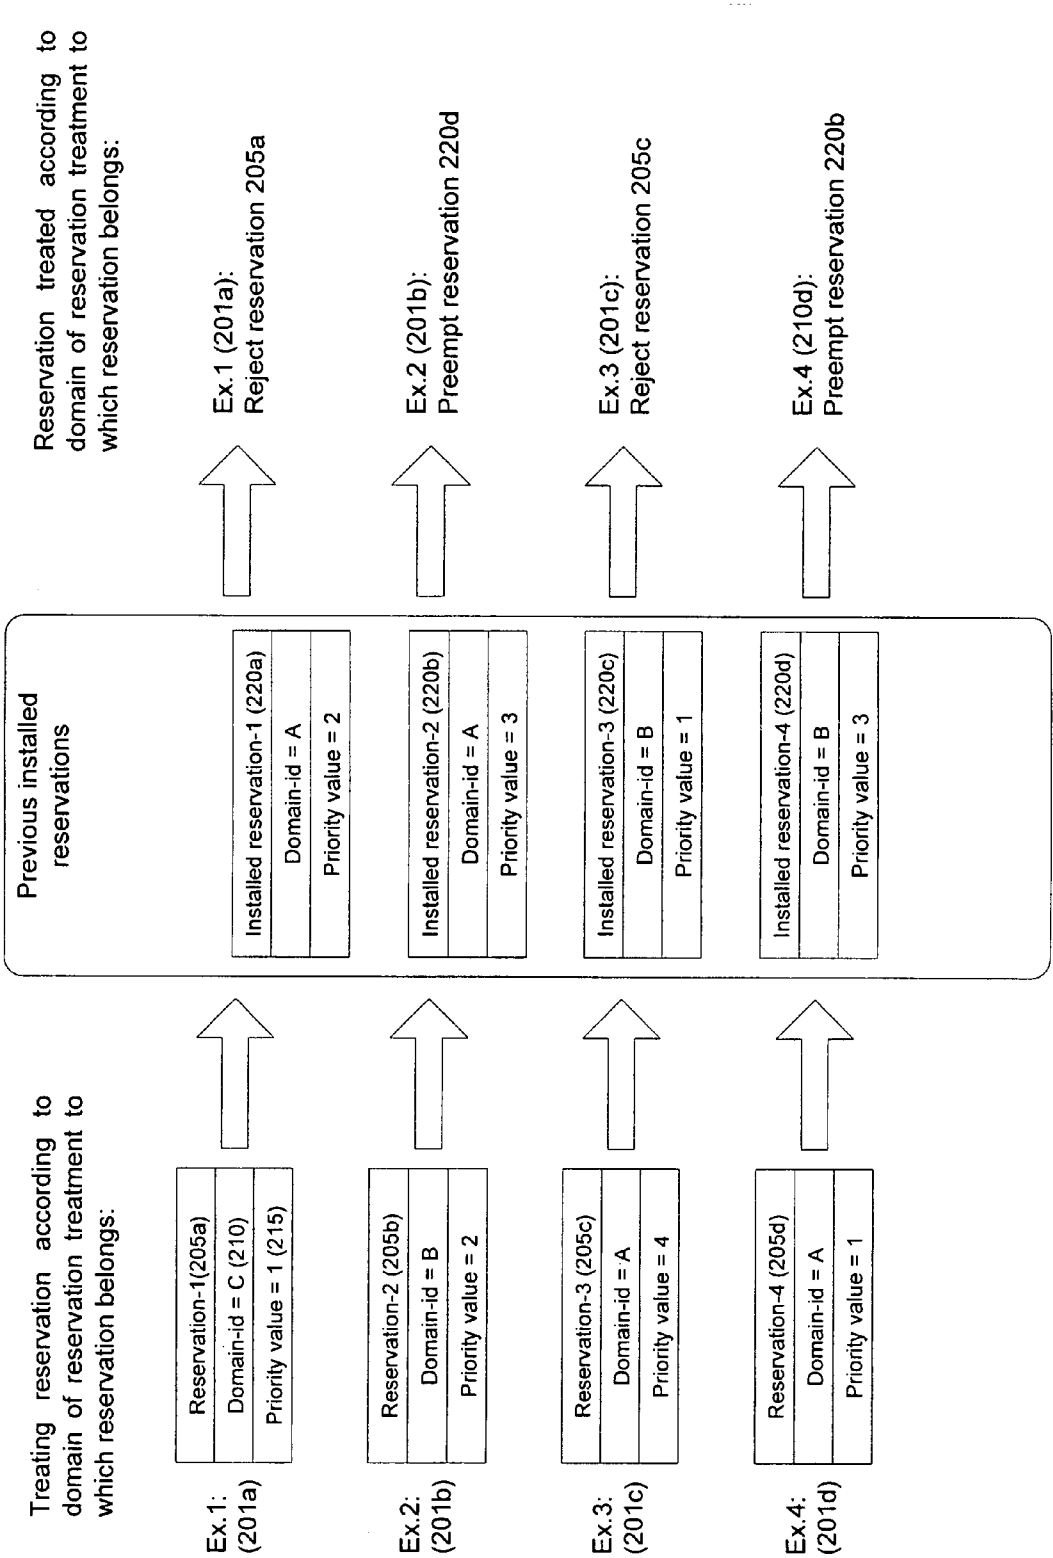 Treating reservation according to
domain of reservation treatment to
which reservation belongs:
Ex.1:
(201a)
Reservation-1(205a)
Domain-id = C (210)
Priority value = 1 (215)
Ex.2:
(201b)
Reservation-2 (205b)
Domain-id = B
Priority value = 2
Ex.3:
(201c)
Reservation-3 (205c)
Domain-id = A
Priority value = 4
Ex.4:
(201d)
Reservation-4 (205d)
Domain-id = A
Priority value = 1
Previous installed
reservations
Installed reservation-1 (220a)
Domain-id = A
Priority value = 2
Installed reservation-2 (220b)
Domain-id = A
Priority value = 3
Installed reservation-3 (220c)
Domain-id = B
Priority value = 1
Installed reservation-4 (220d)
Domain-id = B
Priority value = 3
Reservation treated according to
domain of reservation treatment to
which reservation belongs:
Ex.1 (201a):
Reject reservation 205a
Ex.2 (201b):
Preempt reservation 220d
Ex.3 (201c):
Reject reservation 205c
Ex.4 (210d):
Preempt reservation 220b